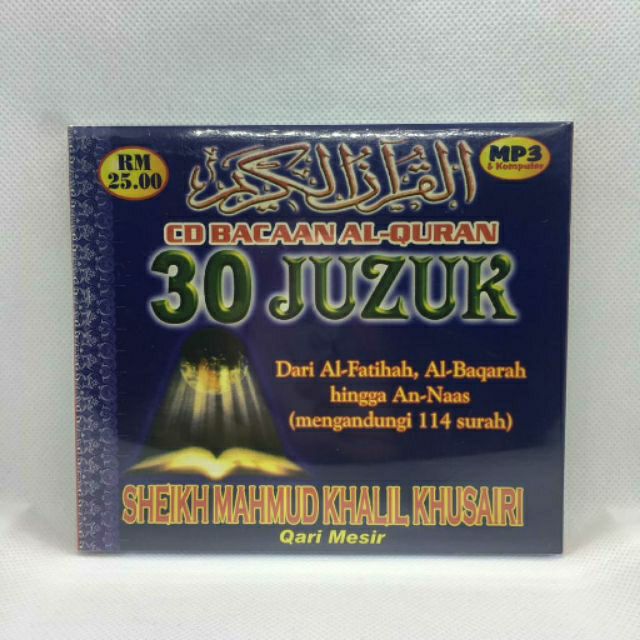 RM
25.00
القرآن الكريم
MP3
& Komputer
CD BACAAN AL-QURAN
30 JUZUK
Dari Al-Fatihah, Al-Baqarah
hingga An-Naas
(mengandungi 114 surah)
SHEIKH MAHMUD KHALIL KHUSAIRI
Qari Mesir